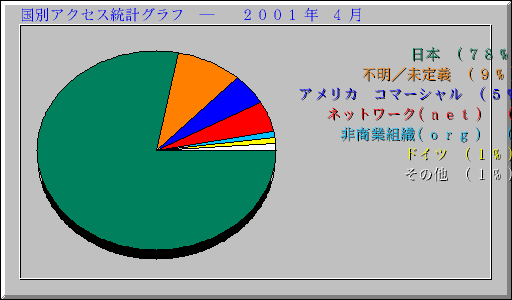 国別アクセス統計グラフ ― ２００１年 ４月
日本 (７８%
不明／未定義 (９%
アメリカ コマーシャル (５%
ネットワーク(ｎｅｔ) (
非商業組織(ｏｒｇ) (
ドイツ (１%)
その他 (１%)